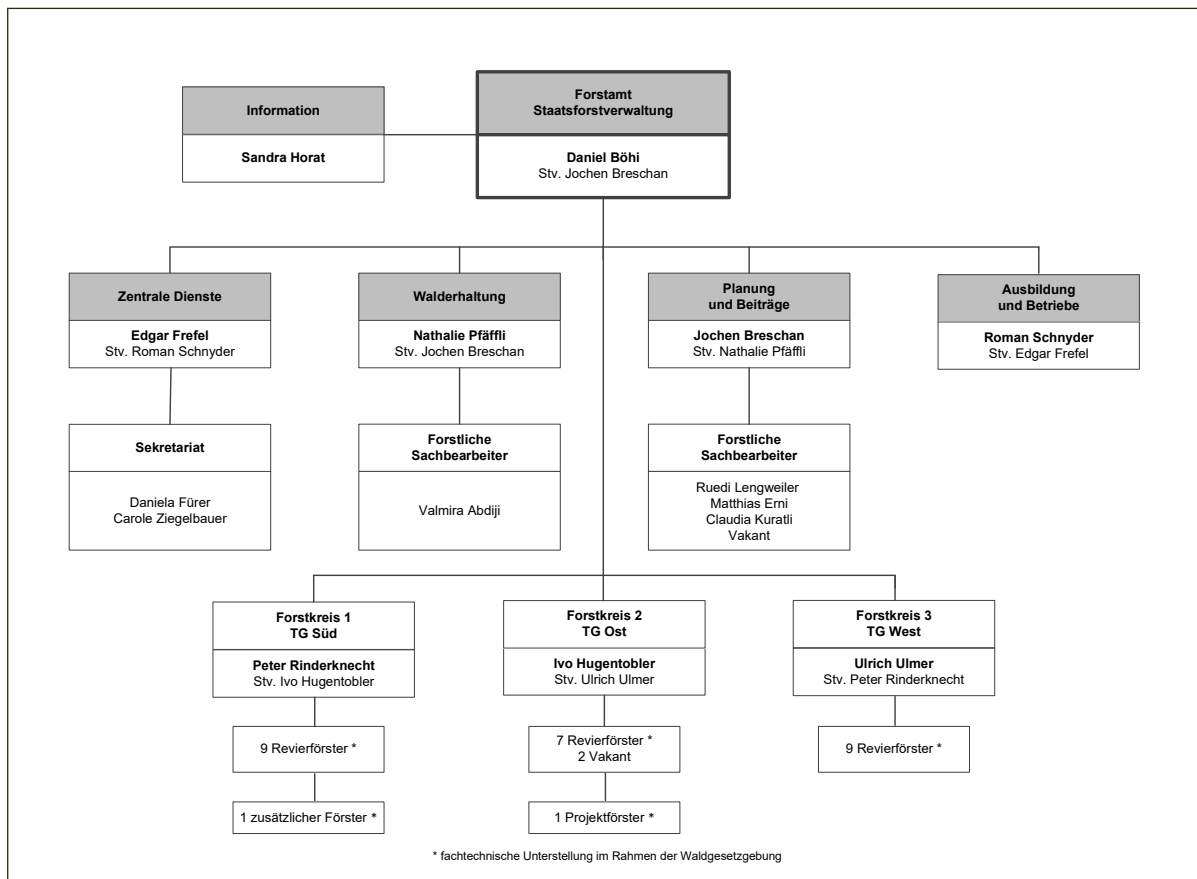 Information
Sandra Horat
Forstamt
Staatsforstverwaltung
Daniel Böhi
Stv. Jochen Breschan
Zentrale Dienste
Edgar Frefel
Stv. Roman Schnyder
Walderhaltung
Nathalie Pfäffli
Stv. Jochen Breschan
Planung
und Beiträge
Jochen Breschan
Stv. Nathalie Pfäffli
Ausbildung
und Betriebe
Roman Schnyder
Stv. Edgar Frefel
Sekretariat
Daniela Fürer
Carole Ziegelbauer
Forstliche
Sachbearbeiter
Valmira Abdiji
Forstliche
Sachbearbeiter
Ruedi Lengweiler
Matthias Erni
Claudia Kuratli
Vakant
Forstkreis 1
TG Süd
Peter Rinderknecht
Stv. Ivo Hugentobler
9 Revierförster *
1 zusätzlicher Förster *
Forstkreis 2
TG Ost
Ivo Hugentobler
Stv. Ulrich Ulmer
7 Revierförster *
2 Vakant
1 Projektförster *
Forstkreis 3
TG West
Ulrich Ulmer
Stv. Peter Rinderknecht
9 Revierförster *
* fachtechnische Unterstellung im Rahmen der Waldgesetzgebung